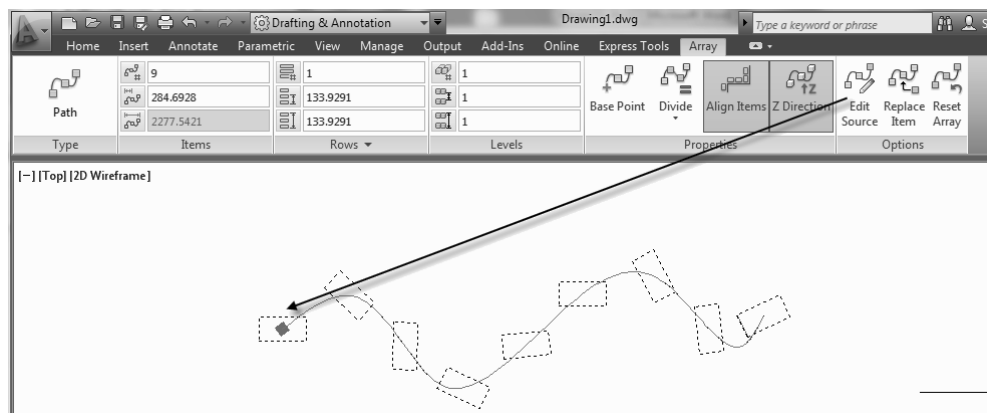 Drafting & Annotation
Drawing1.dwg
Type a keyword or phrase
Home Insert Annotate Parametric View Manage Output Add-Ins Online Express Tools Array
9
1
1
284.6928
133.9291
1
2277.5421
133.9291
1
Path
Base Point
Divide
Align Items
Z Direction
Edit Source
Replace Item
Reset Array
Type
Items
Rows
Levels
Properties
Options
[−] [Top] [2D Wireframe]